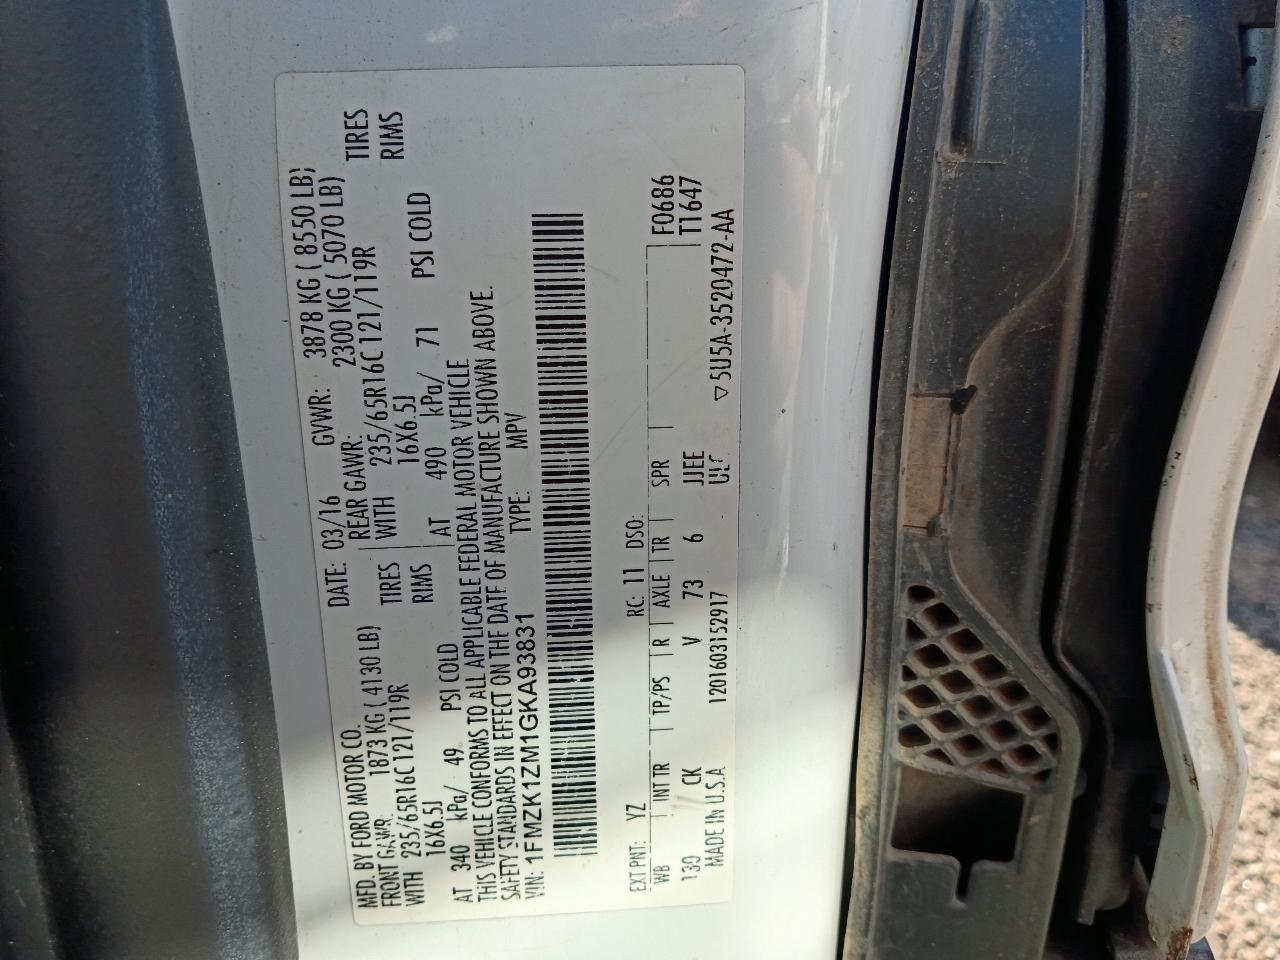 MFD. BY FORD MOTOR CO. DATE: 03/16 GVWR: 3878 KG ( 8550 LB)
FRONT GAWR: 1873 KG ( 4130 LB) REAR GAWR: 2300 KG ( 5070 LB)
WITH 235/65R16C 121/119R TIRES WITH 235/65R16C 121/119R TIRES
16X6.5J RIMS 16X6.5J RIMS
AT 340 kPa/ 49 PSI COLD AT 490 kPa/ 71 PSI COLD
THIS VEHICLE CONFORMS TO ALL APPLICABLE FEDERAL MOTOR VEHICLE
SAFETY STANDARDS IN EFFECT ON THE DATE OF MANUFACTURE SHOWN ABOVE.
VIN: 1FMZK1ZM1GKA93831 TYPE: MPV
EXT PNT: YZ RC: 11 DSO: F0686
WB INT TR TP/PS R AXLE TR SPR T1647
130 CK V 73 6 JJEE
MADE IN U.S.A 1201603152917 ▽5U5A-3520472-AA